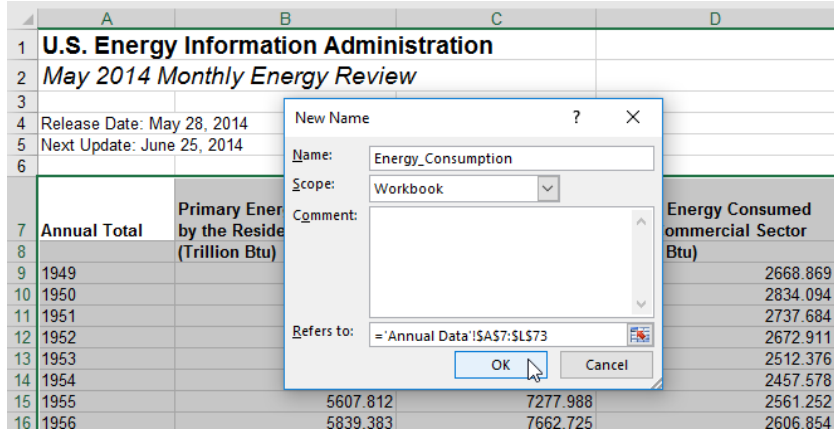 A B C D
1 U.S. Energy Information Administration
2 May 2014 Monthly Energy Review
3
4 Release Date: May 28, 2014
5 Next Update: June 25, 2014
6
New Name ? ×
Name: Energy_Consumption
Scope: Workbook
Comment:
Refers to: ='Annual Data'!$A$7:$L$73
OK Cancel
Primary Ener Energy Consumed
7 Annual Total by the Reside ommercial Sector
8 (Trillion Btu) Btu)
9 1949 2668.869
10 1950 2834.094
11 1951 2737.684
12 1952 2672.911
13 1953 2512.376
14 1954 2457.578
15 1955 5607.812 7277.988 2561.252
16 1956 5839.383 7662.725 2606.854